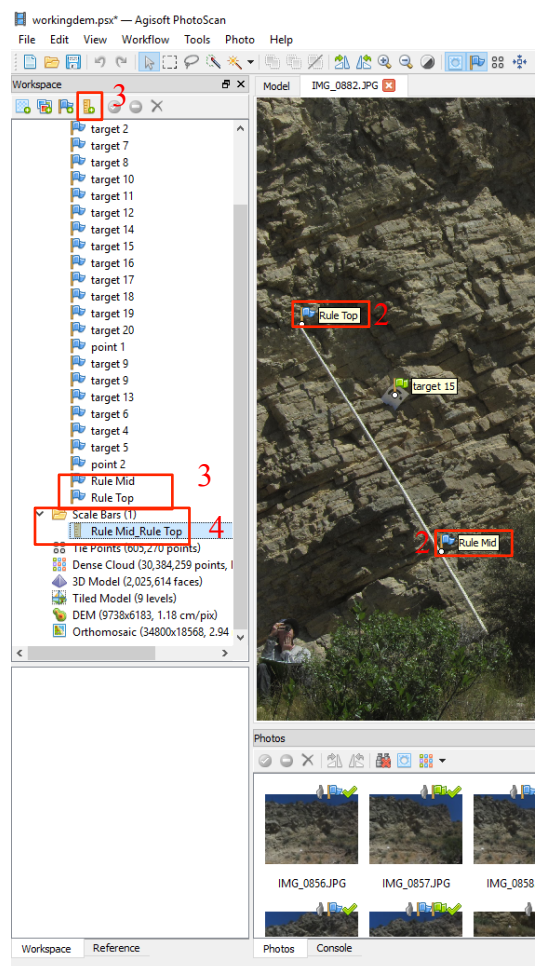 workingdem.psx* — Agisoft PhotoScan
File Edit View Workflow Tools Photo Help
Workspace
Model IMG_0882.JPG
3
target 2
target 7
target 8
target 10
target 11
target 12
target 14
target 15
target 16
target 17
target 18
target 19
target 20
point 1
target 9
target 9
target 13
target 6
target 4
target 5
point 2
Rule Mid
Rule Top
3
Scale Bars (1)
Rule Mid_Rule Top
4
Tie Points (605,270 points)
Dense Cloud (30,384,259 points,
3D Model (2,025,614 faces)
Tiled Model (9 levels)
DEM (9738x6183, 1.18 cm/pix)
Orthomosaic (34800x18568, 2.94
Rule Top
2
target 15
2
Rule Mid
Photos
IMG_0856.JPG
IMG_0857.JPG
IMG_0858
Workspace Reference
Photos Console